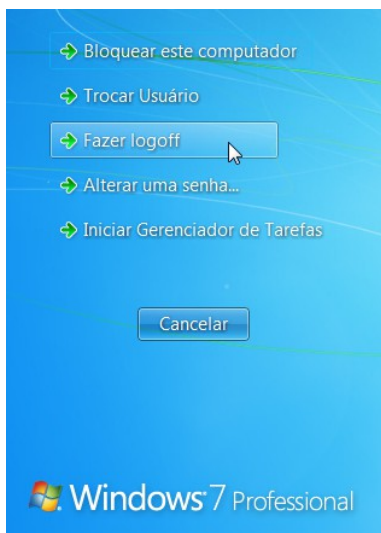 Bloquear este computador
Trocar Usuário
Fazer logoff
Alterar uma senha...
Iniciar Gerenciador de Tarefas
Cancelar
Windows 7 Professional